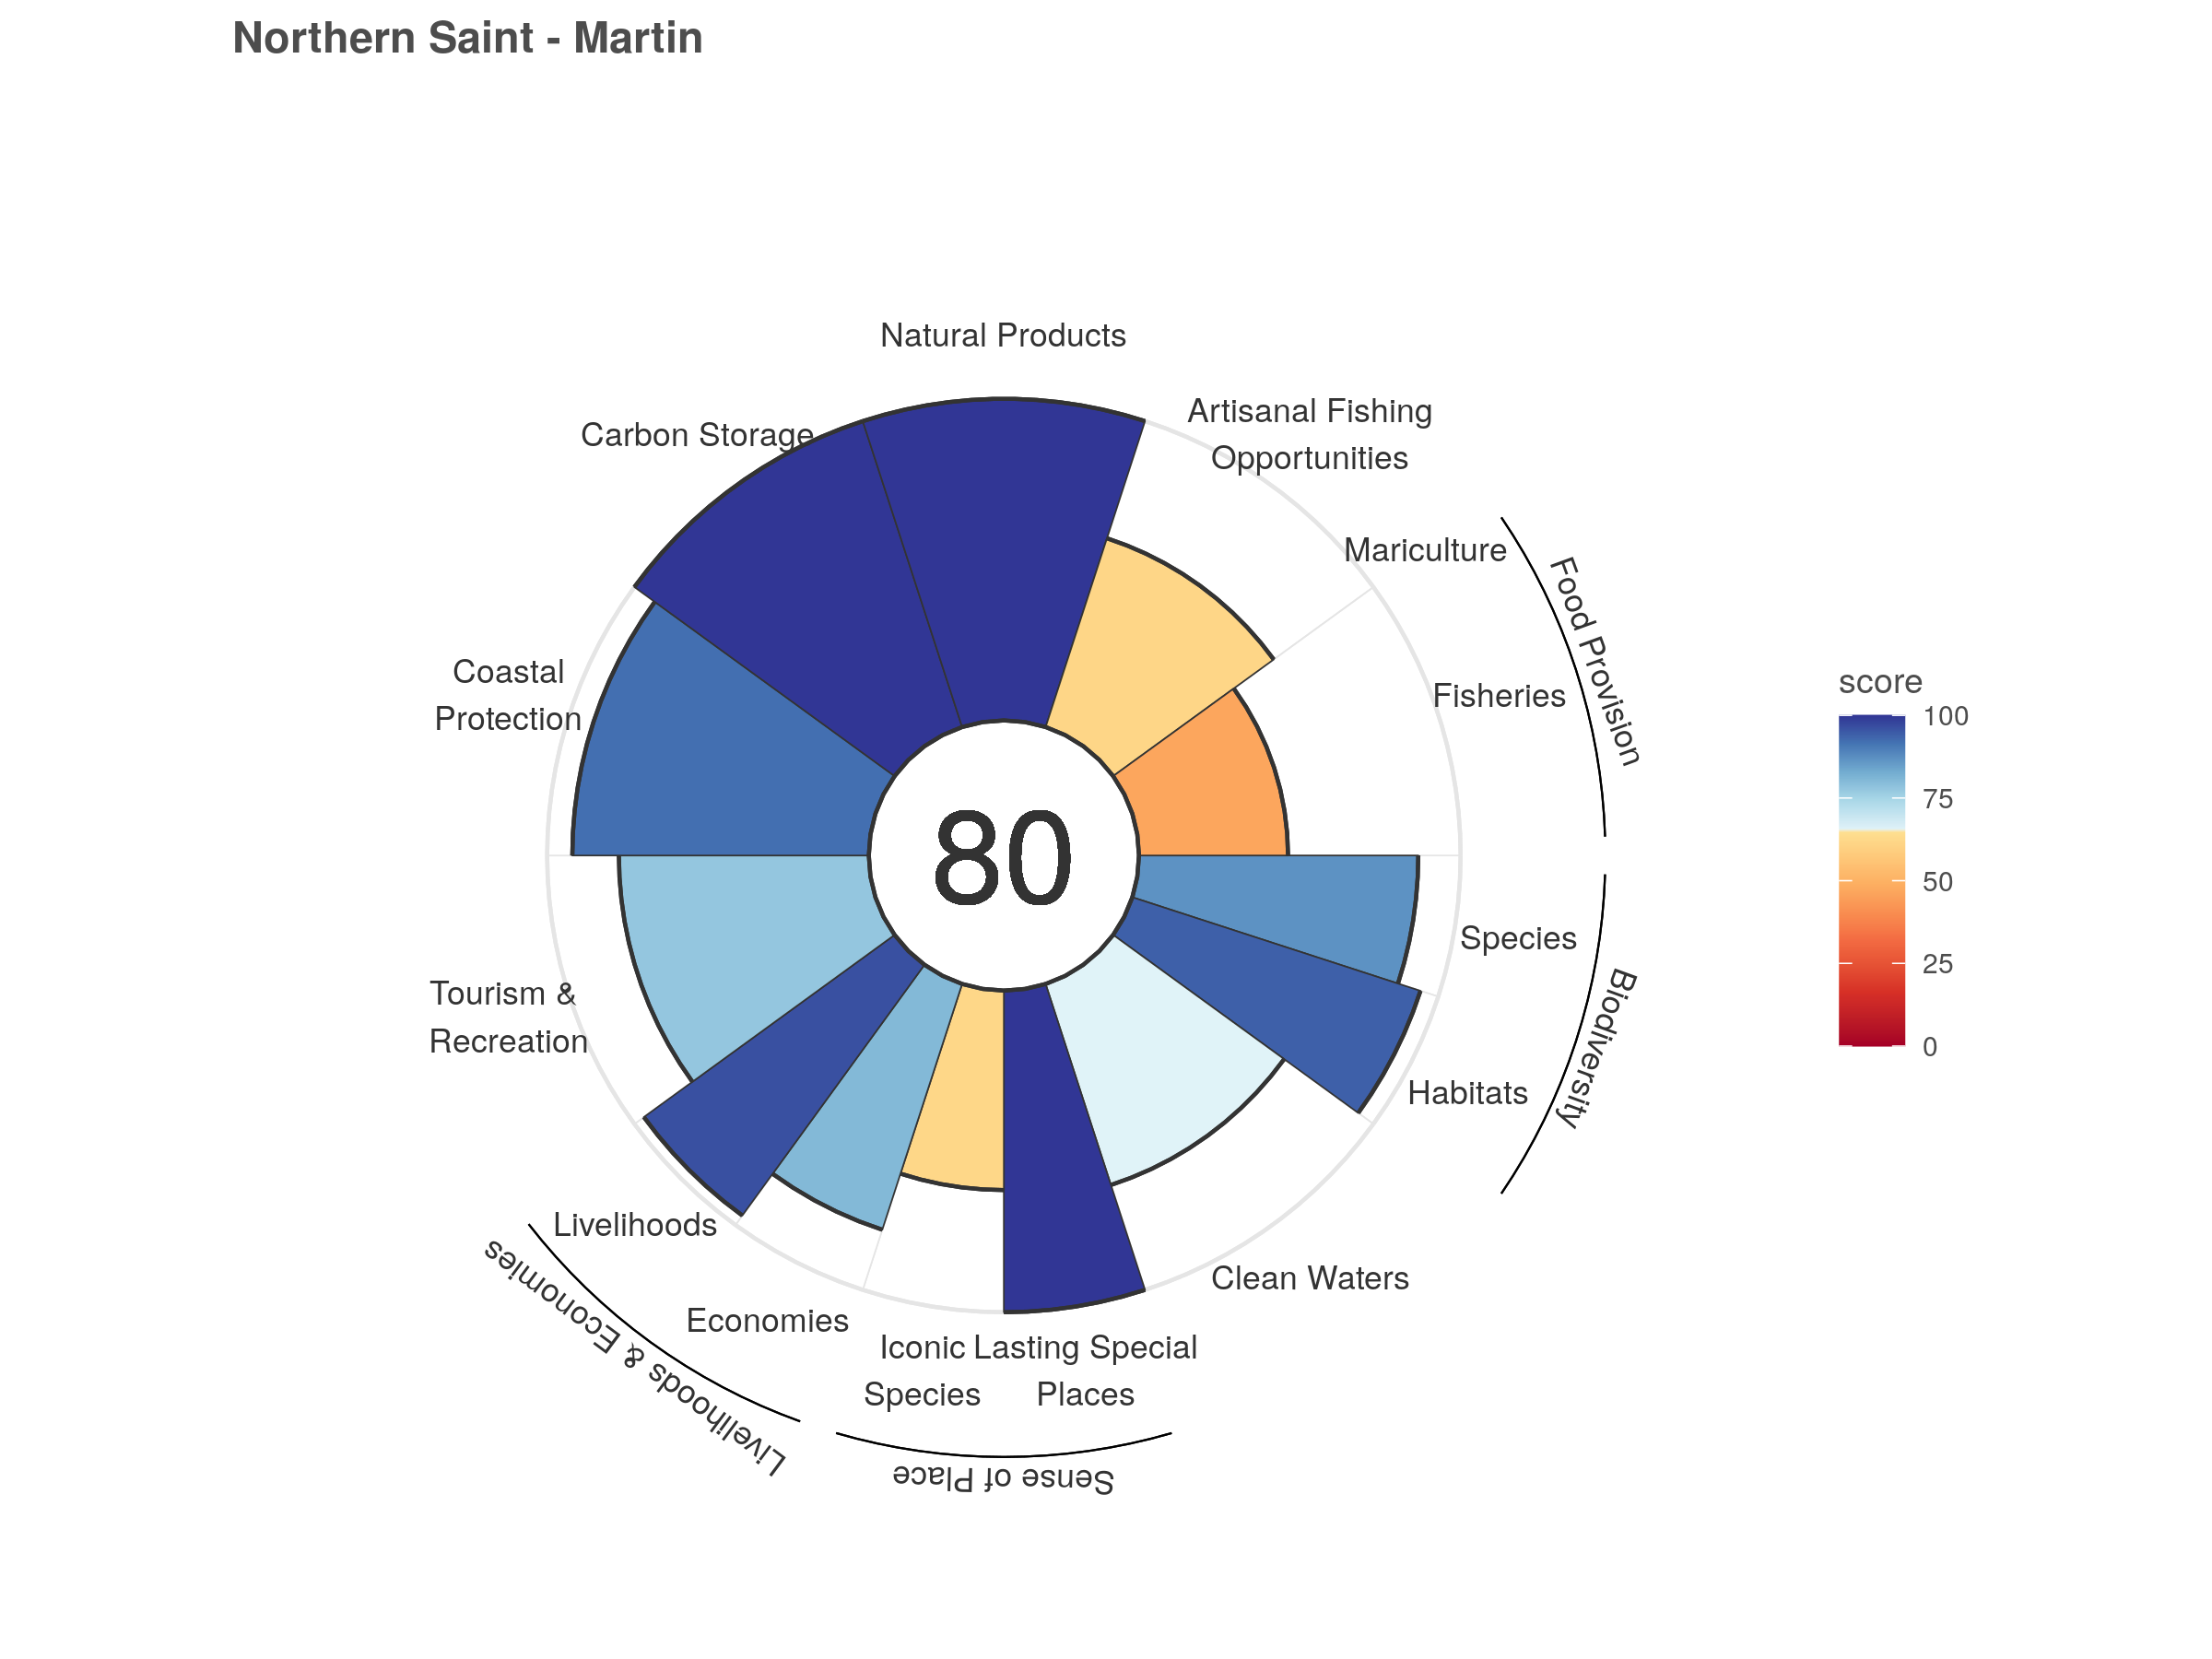 Northern Saint - Martin
Natural Products
Artisanal Fishing
Opportunities
Carbon Storage
Mariculture
Food Provision
Fisheries
Coastal
Protection
score
100
75
50
25
0
80
Species
Biodiversity
Tourism &
Recreation
Habitats
Livelihoods
Clean Waters
Economies
Livelihoods & Economies
Iconic
Species
Lasting Special
Places
Sense of Place